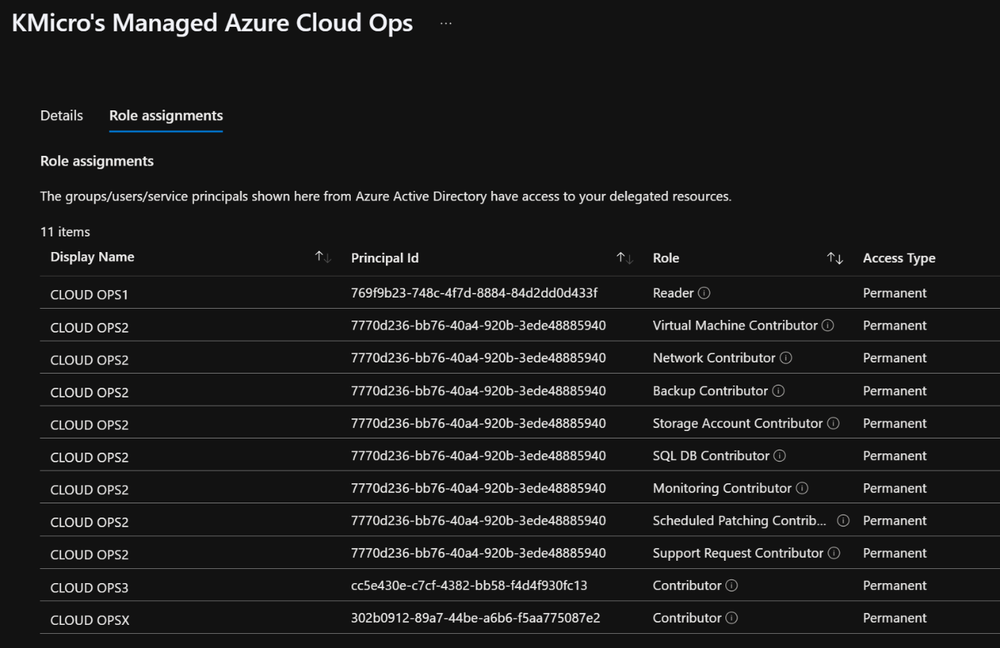 KMicro's Managed Azure Cloud Ops ...
Details Role assignments
Role assignments
The groups/users/service principals shown here from Azure Active Directory have access to your delegated resources.
11 items
Display Name ↑↓ Principal Id ↑↓ Role ↑↓ Access Type
CLOUD OPS1 769f9b23-748c-4f7d-8884-84d2dd0d433f Reader Permanent
CLOUD OPS2 7770d236-bb76-40a4-920b-3ede48885940 Virtual Machine Contributor Permanent
CLOUD OPS2 7770d236-bb76-40a4-920b-3ede48885940 Network Contributor Permanent
CLOUD OPS2 7770d236-bb76-40a4-920b-3ede48885940 Backup Contributor Permanent
CLOUD OPS2 7770d236-bb76-40a4-920b-3ede48885940 Storage Account Contributor Permanent
CLOUD OPS2 7770d236-bb76-40a4-920b-3ede48885940 SQL DB Contributor Permanent
CLOUD OPS2 7770d236-bb76-40a4-920b-3ede48885940 Monitoring Contributor Permanent
CLOUD OPS2 7770d236-bb76-40a4-920b-3ede48885940 Scheduled Patching Contrib... Permanent
CLOUD OPS2 7770d236-bb76-40a4-920b-3ede48885940 Support Request Contributor Permanent
CLOUD OPS3 cc5e430e-c7cf-4382-bb58-f4d4f930fc13 Contributor Permanent
CLOUD OPSX 302b0912-89a7-44be-a6b6-f5aa775087e2 Contributor Permanent